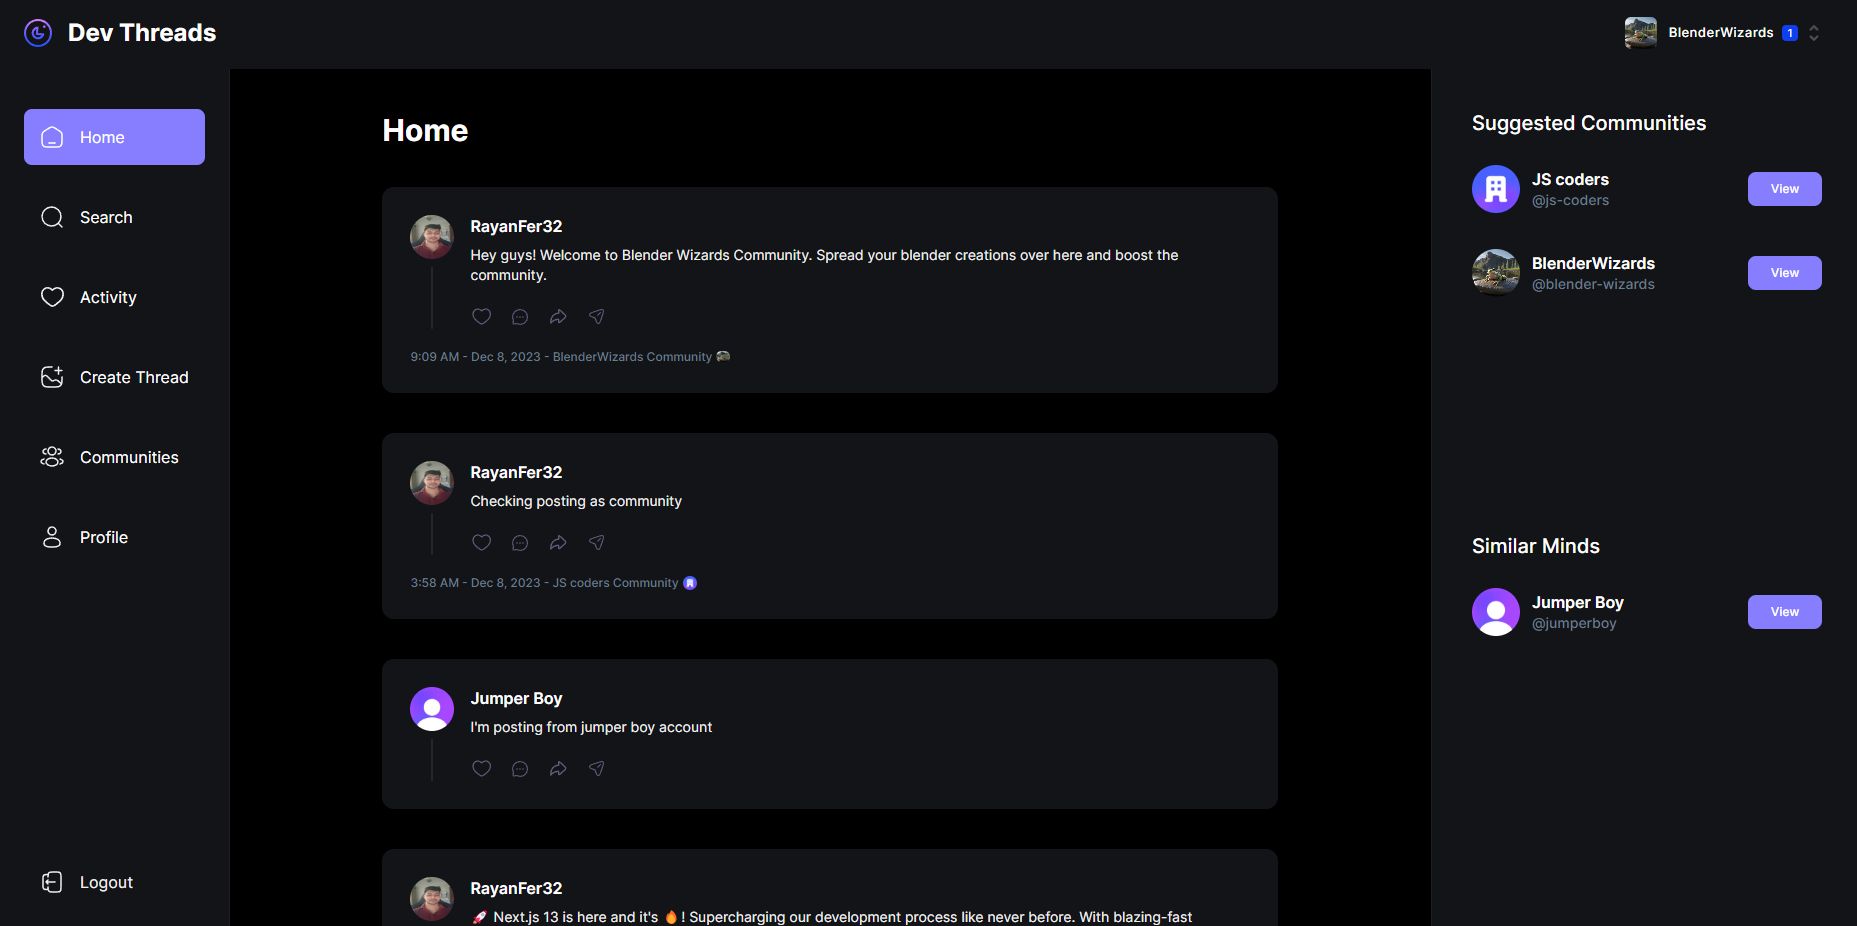 Dev Threads
BlenderWizards 1
Home
Search
Activity
Create Thread
Communities
Profile
Logout
Home
RayanFer32
Hey guys! Welcome to Blender Wizards Community. Spread your blender creations over here and boost the
community.
9:09 AM - Dec 8, 2023 - BlenderWizards Community
RayanFer32
Checking posting as community
3:58 AM - Dec 8, 2023 - JS coders Community
Jumper Boy
I'm posting from jumper boy account
RayanFer32
🚀 Next.js 13 is here and it's 🔥! Supercharging our development process like never before. With blazing-fast
Suggested Communities
JS coders
@js-coders
View
BlenderWizards
@blender-wizards
View
Similar Minds
Jumper Boy
@jumperboy
View